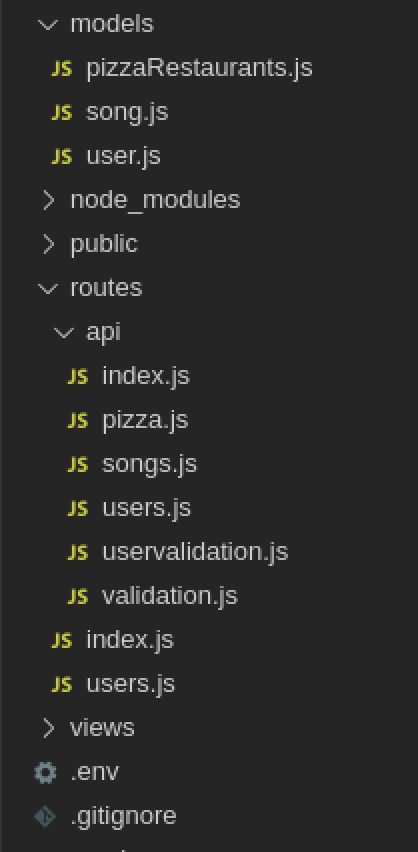 models
JS pizzaRestaurants.js
JS song.js
JS user.js
node_modules
public
routes
api
JS index.js
JS pizza.js
JS songs.js
JS users.js
JS uservalidation.js
JS validation.js
JS index.js
JS users.js
views
.env
.gitignore